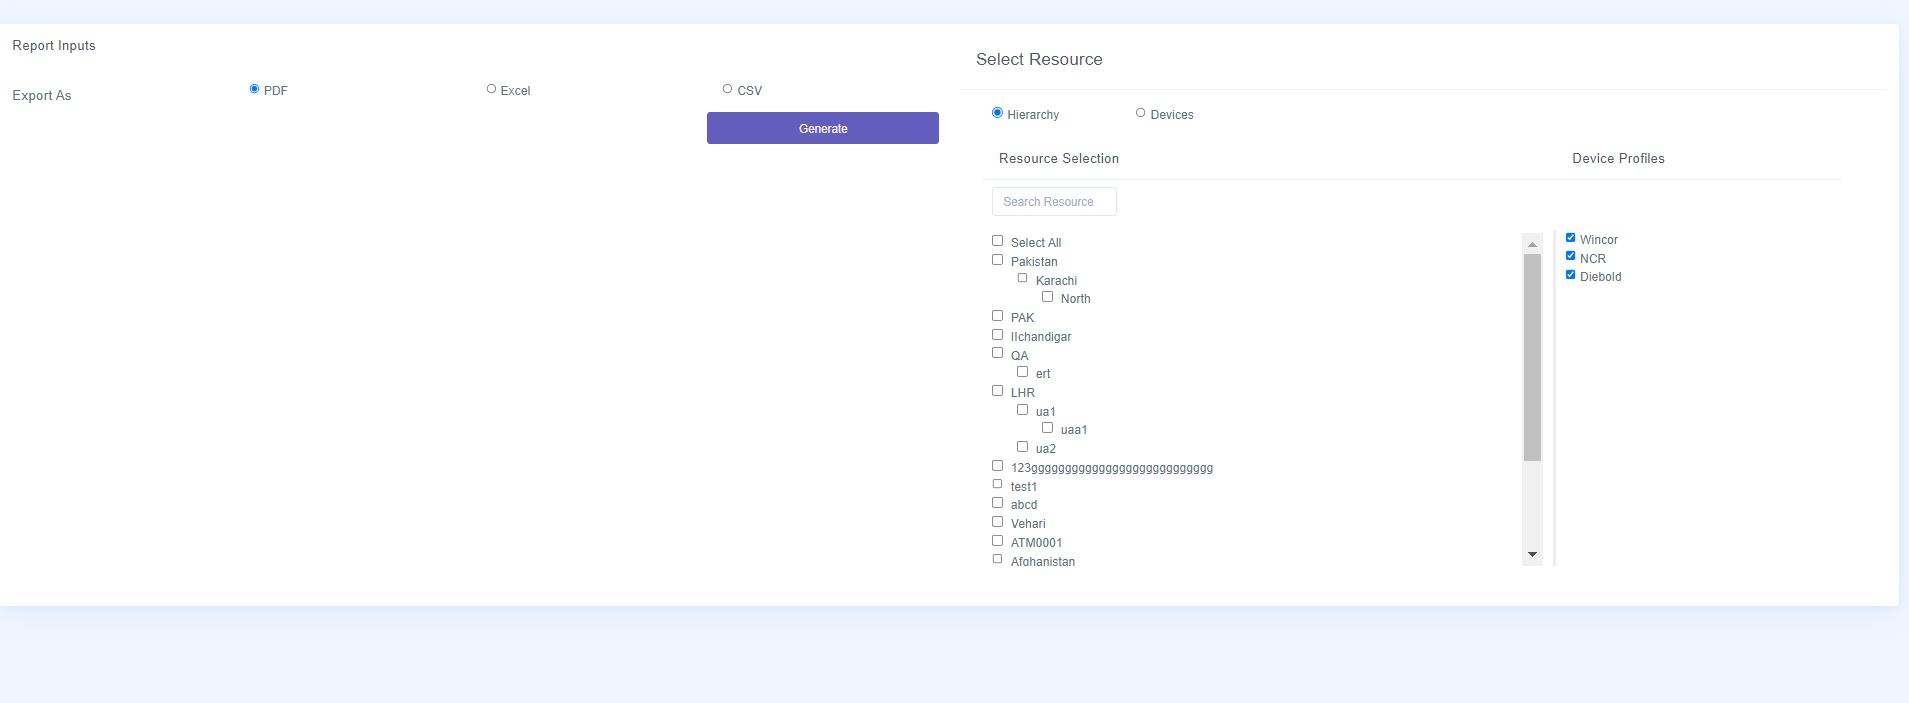 Report Inputs
Export As
PDF
Excel
CSV
Generate
Select Resource
Hierarchy
Devices
Resource Selection
Device Profiles
Search Resource
Select All
Pakistan
Karachi
North
PAK
IIchandigar
QA
ert
LHR
ua1
uaa1
ua2
123ggggggggggggggggggggggggggg
test1
abcd
Vehari
ATM0001
Afghanistan
Wincor
NCR
Diebold